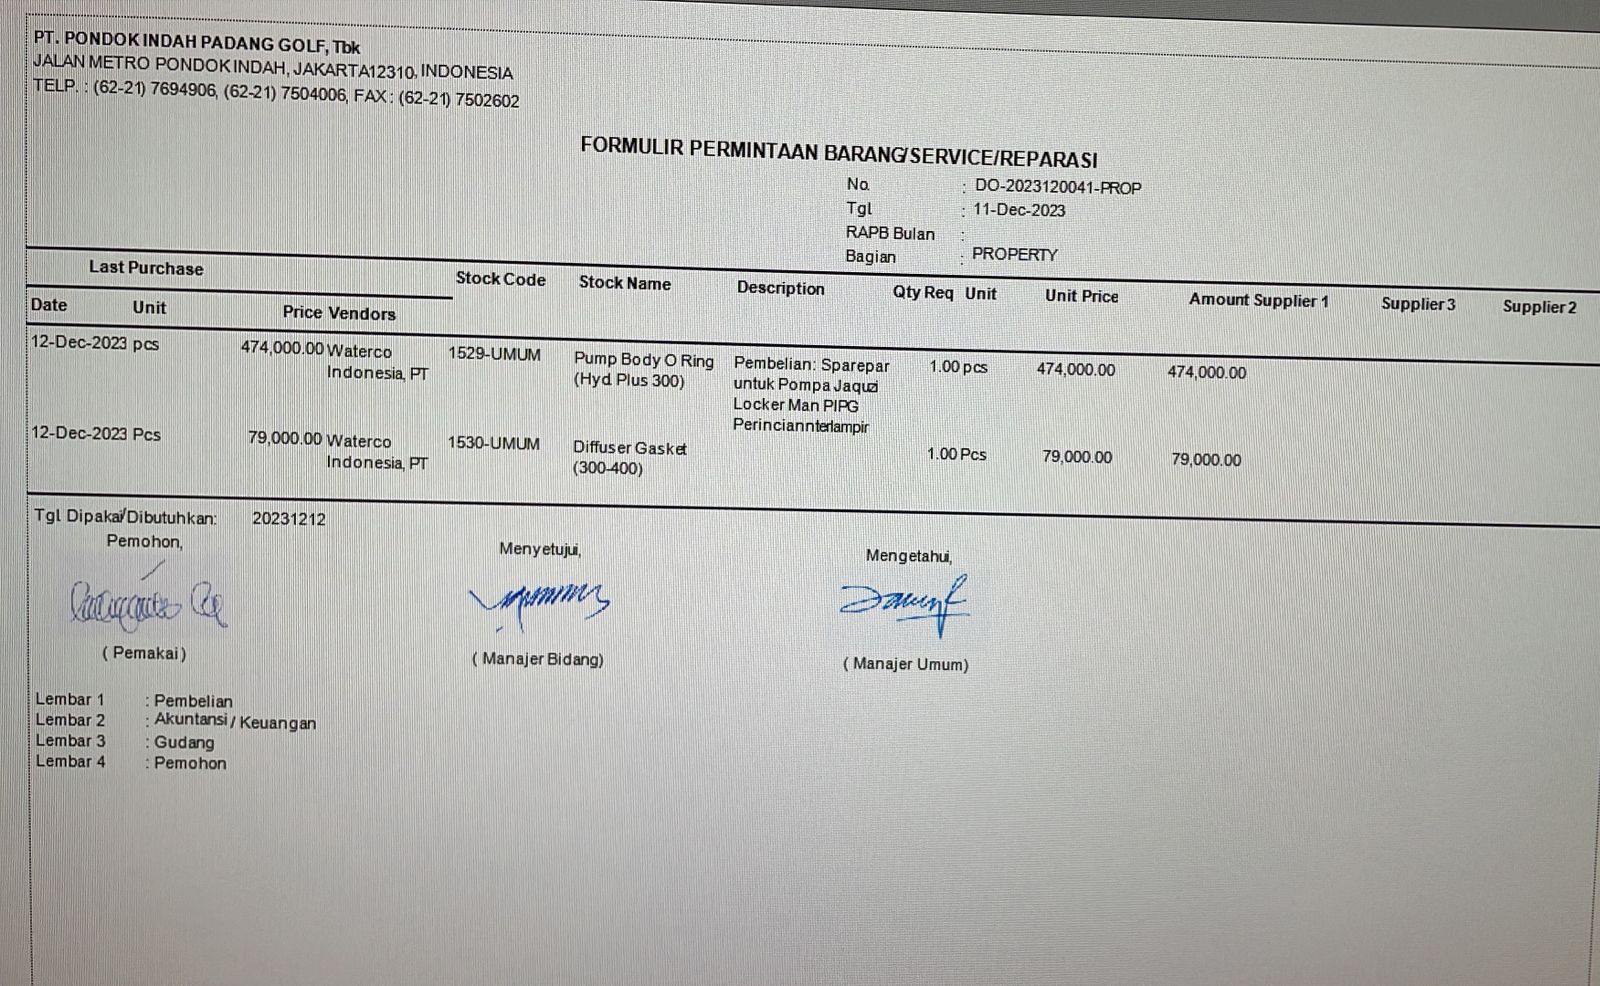 PT. PONDOK INDAH PADANG GOLF, Tbk
JALAN METRO PONDOK INDAH, JAKARTA12310, INDONESIA
TELP. : (62-21) 7694906, (62-21) 7504006, FAX : (62-21) 7502602
FORMULIR PERMINTAAN BARANG/SERVICE/REPARASI
No. : DO-2023120041-PROP
Tgl : 11-Dec-2023
RAPB Bulan :
Bagian : PROPERTY
Last Purchase
Stock Code Stock Name Description Qty Req Unit Unit Price Amount Supplier 1 Supplier3 Supplier2
Date Unit Price Vendors
12-Dec-2023 pcs 474,000.00 Waterco 1529-UMUM Pump Body O Ring Pembelian: Sparepar 1.00 pcs 474,000.00 474,000.00
Indonesia, PT (Hyd. Plus 300) untuk Pompa Jaquzi
Locker Man PIPG
Perinciannterlampir
12-Dec-2023 Pcs 79,000.00 Waterco 1530-UMUM Diffuser Gasket 1.00 Pcs 79,000.00 79,000.00
Indonesia, PT (300-400)
Tgl Dipakai/Dibutuhkan: 20231212
Pemohon, Menyetujui, Mengetahui,
( Pemakai ) ( Manajer Bidang) ( Manajer Umum)
Lembar 1 : Pembelian
Lembar 2 : Akuntansi / Keuangan
Lembar 3 : Gudang
Lembar 4 : Pemohon